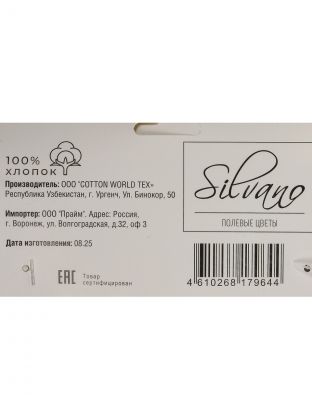 100%
ХЛОПОК
Производитель: ООО "COTTON WORLD TEX»
Республика Узбекистан, г. Ургенч, Ул. Бинокор, 50
Импортер: ООО "Прайм". Адрес: Россия,
г. Воронеж, ул. Волгоградская, д.32, оф 3
Дата изготовления: 08.25
EAC
Товар
сертифицирован
Silvano
ПОЛЕВЫЕ ЦВЕТЫ
4 610268 179644